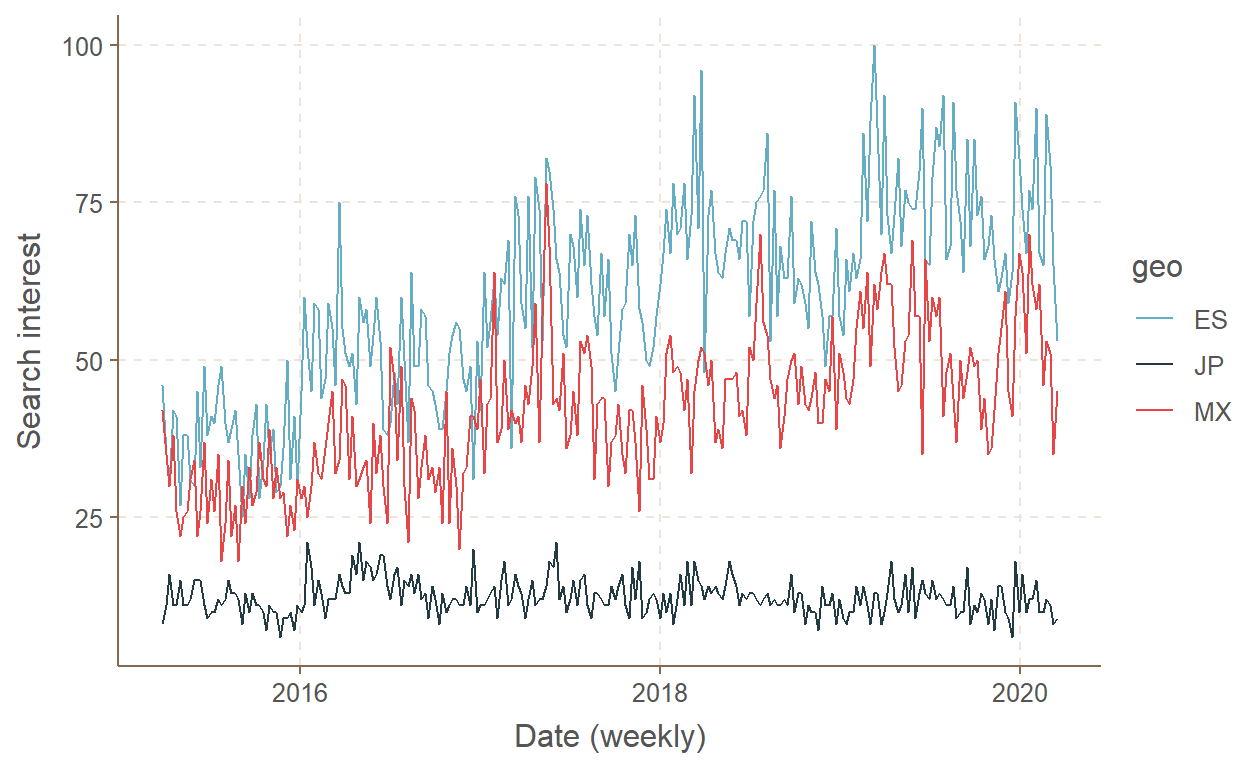 100
75
50
25
Search interest
2016
2018
2020
Date (weekly)
geo
ES
JP
MX